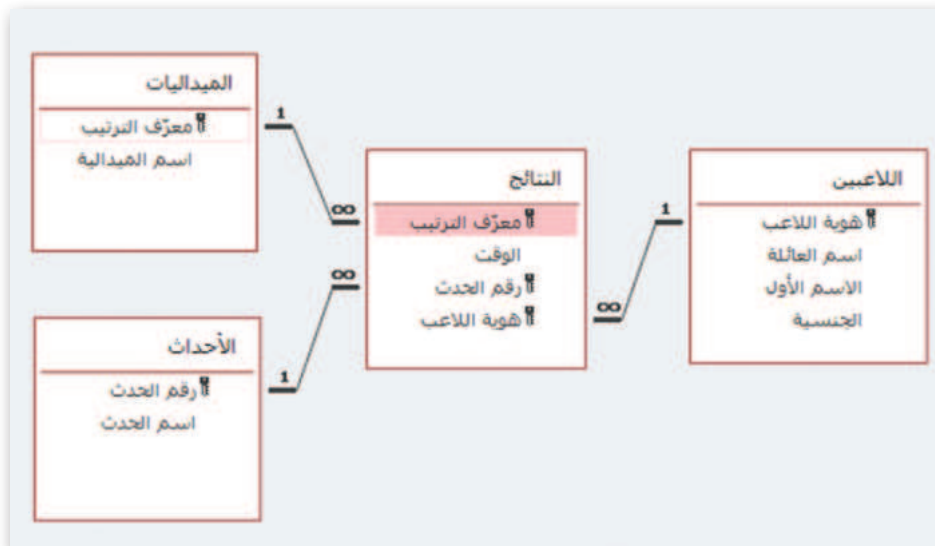 الميداليات
معرّف الترتيب
اسم الميدالية
1
∞
النتائج
معرّف الترتيب
الوقت
رقم الحدث
هوية اللاعب
∞
1
∞
اللاعبين
هوية اللاعب
اسم العائلة
الاسم الأول
الجنسية
1
الأحداث
رقم الحدث
اسم الحدث